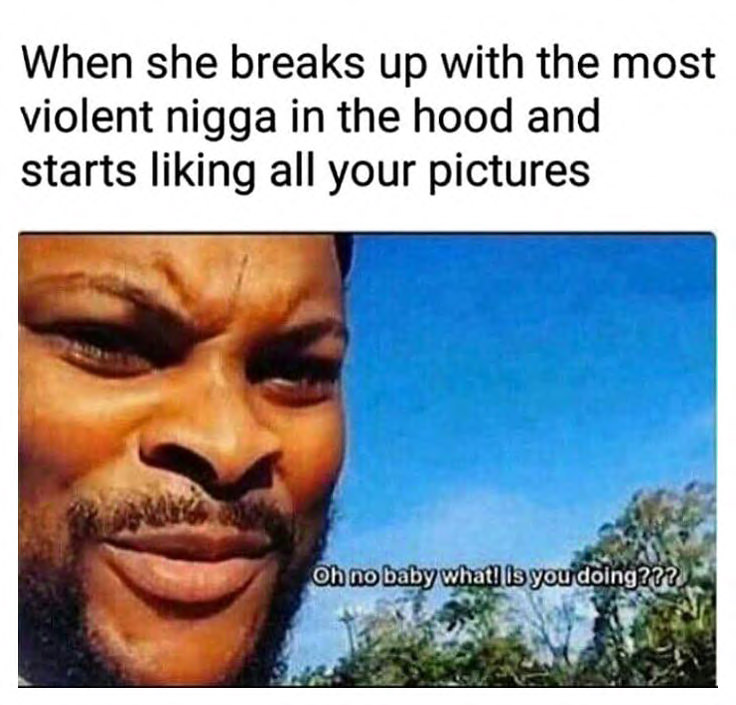 When she breaks up with the most
violent nigga in the hood and
starts liking all your pictures
Oh no baby what! Is you doing???